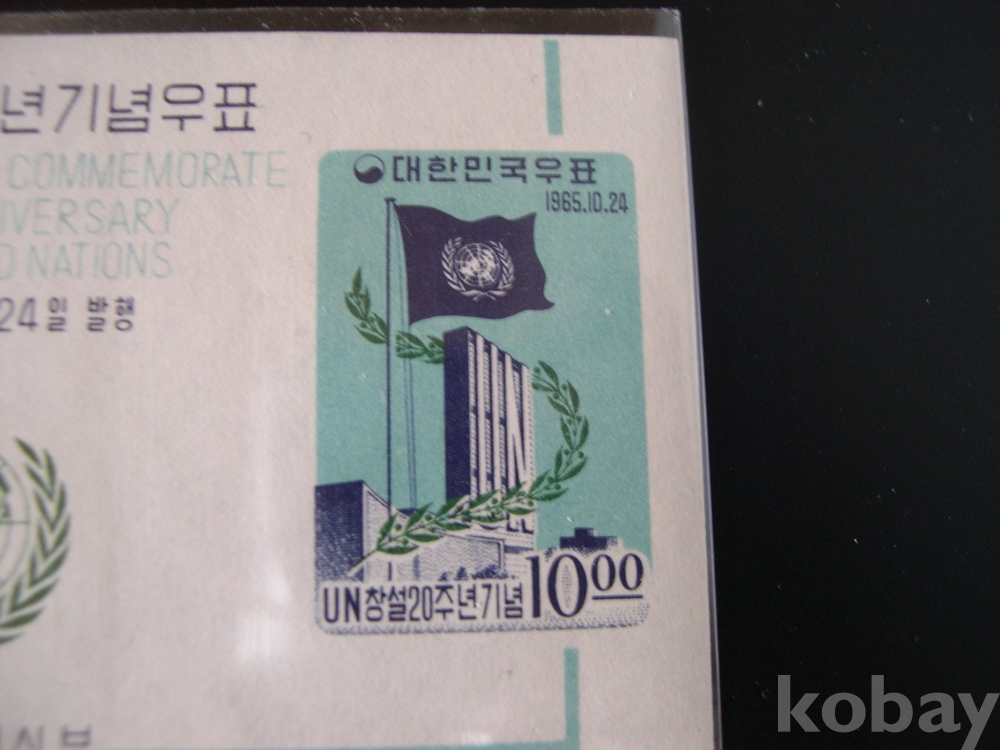 년기념우표
COMMEMORATE
IVERSARY
D NATIONS
24일 발행
대한민국우표
1965.10.24
UN
UN창설20주년기념 10 00
kobay